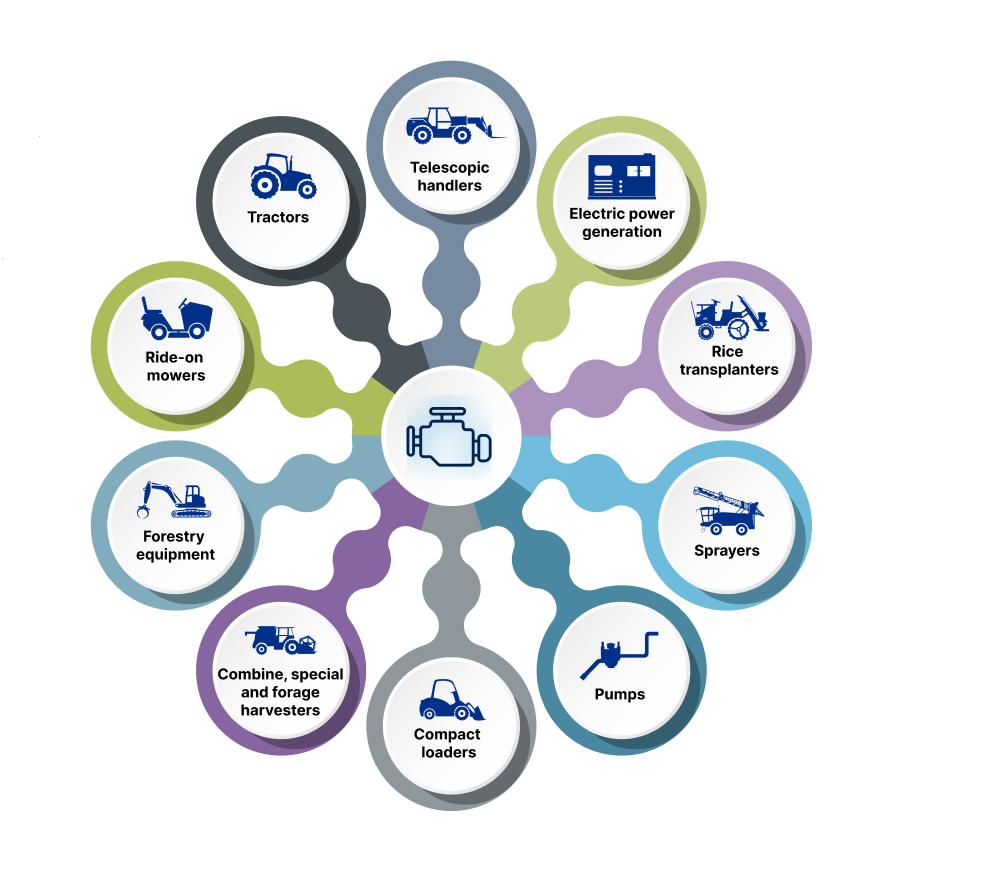 Telescopic
handlers
Electric power
generation
Rice
transplanters
Sprayers
Pumps
Compact
loaders
Combine, special
and forage
harvesters
Forestry
equipment
Ride-on
mowers
Tractors